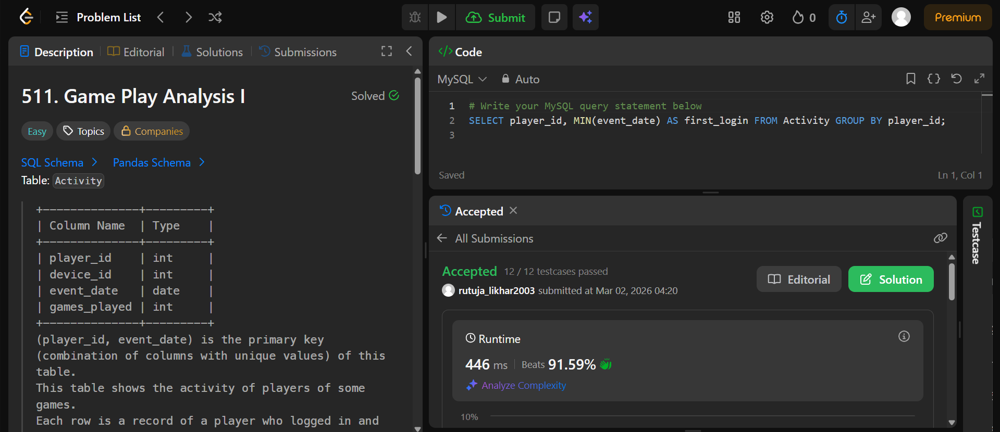 Problem List
Submit
0
Premium
Description
Editorial
Solutions
Submissions
511. Game Play Analysis I
Solved
Easy
Topics
Companies
SQL Schema
Pandas Schema
Table: Activity
+--------------+---------+
| Column Name  | Type    |
+--------------+---------+
| player_id    | int     |
| device_id    | int     |
| event_date   | date    |
| games_played | int     |
+--------------+---------+
(player_id, event_date) is the primary key
(combination of columns with unique values) of this
table.
This table shows the activity of players of some
games.
Each row is a record of a player who logged in and
Code
MySQL
Auto
1 # Write your MySQL query statement below
2 SELECT player_id, MIN(event_date) AS first_login FROM Activity GROUP BY player_id;
3
Saved
Ln 1, Col 1
Accepted
All Submissions
Accepted 12 / 12 testcases passed
rutuja_likhar2003 submitted at Mar 02, 2026 04:20
Editorial
Solution
Runtime
446 ms
Beats 91.59%
Analyze Complexity
10%
Testcase